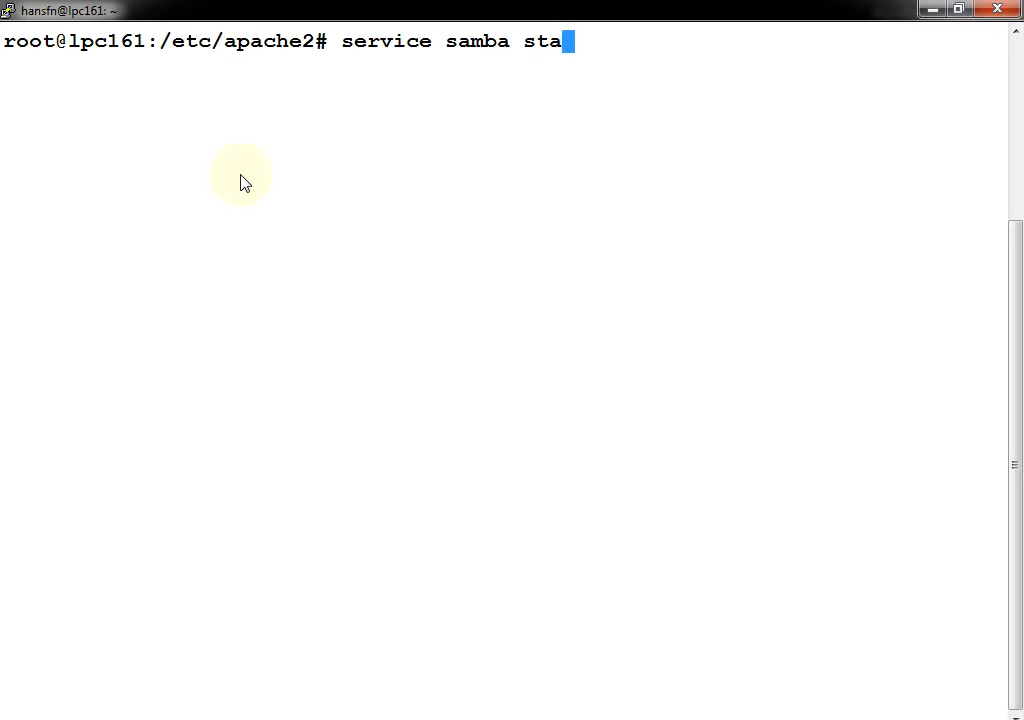 hansfn@lpc161: ~
root@lpc161:/etc/apache2# service samba sta